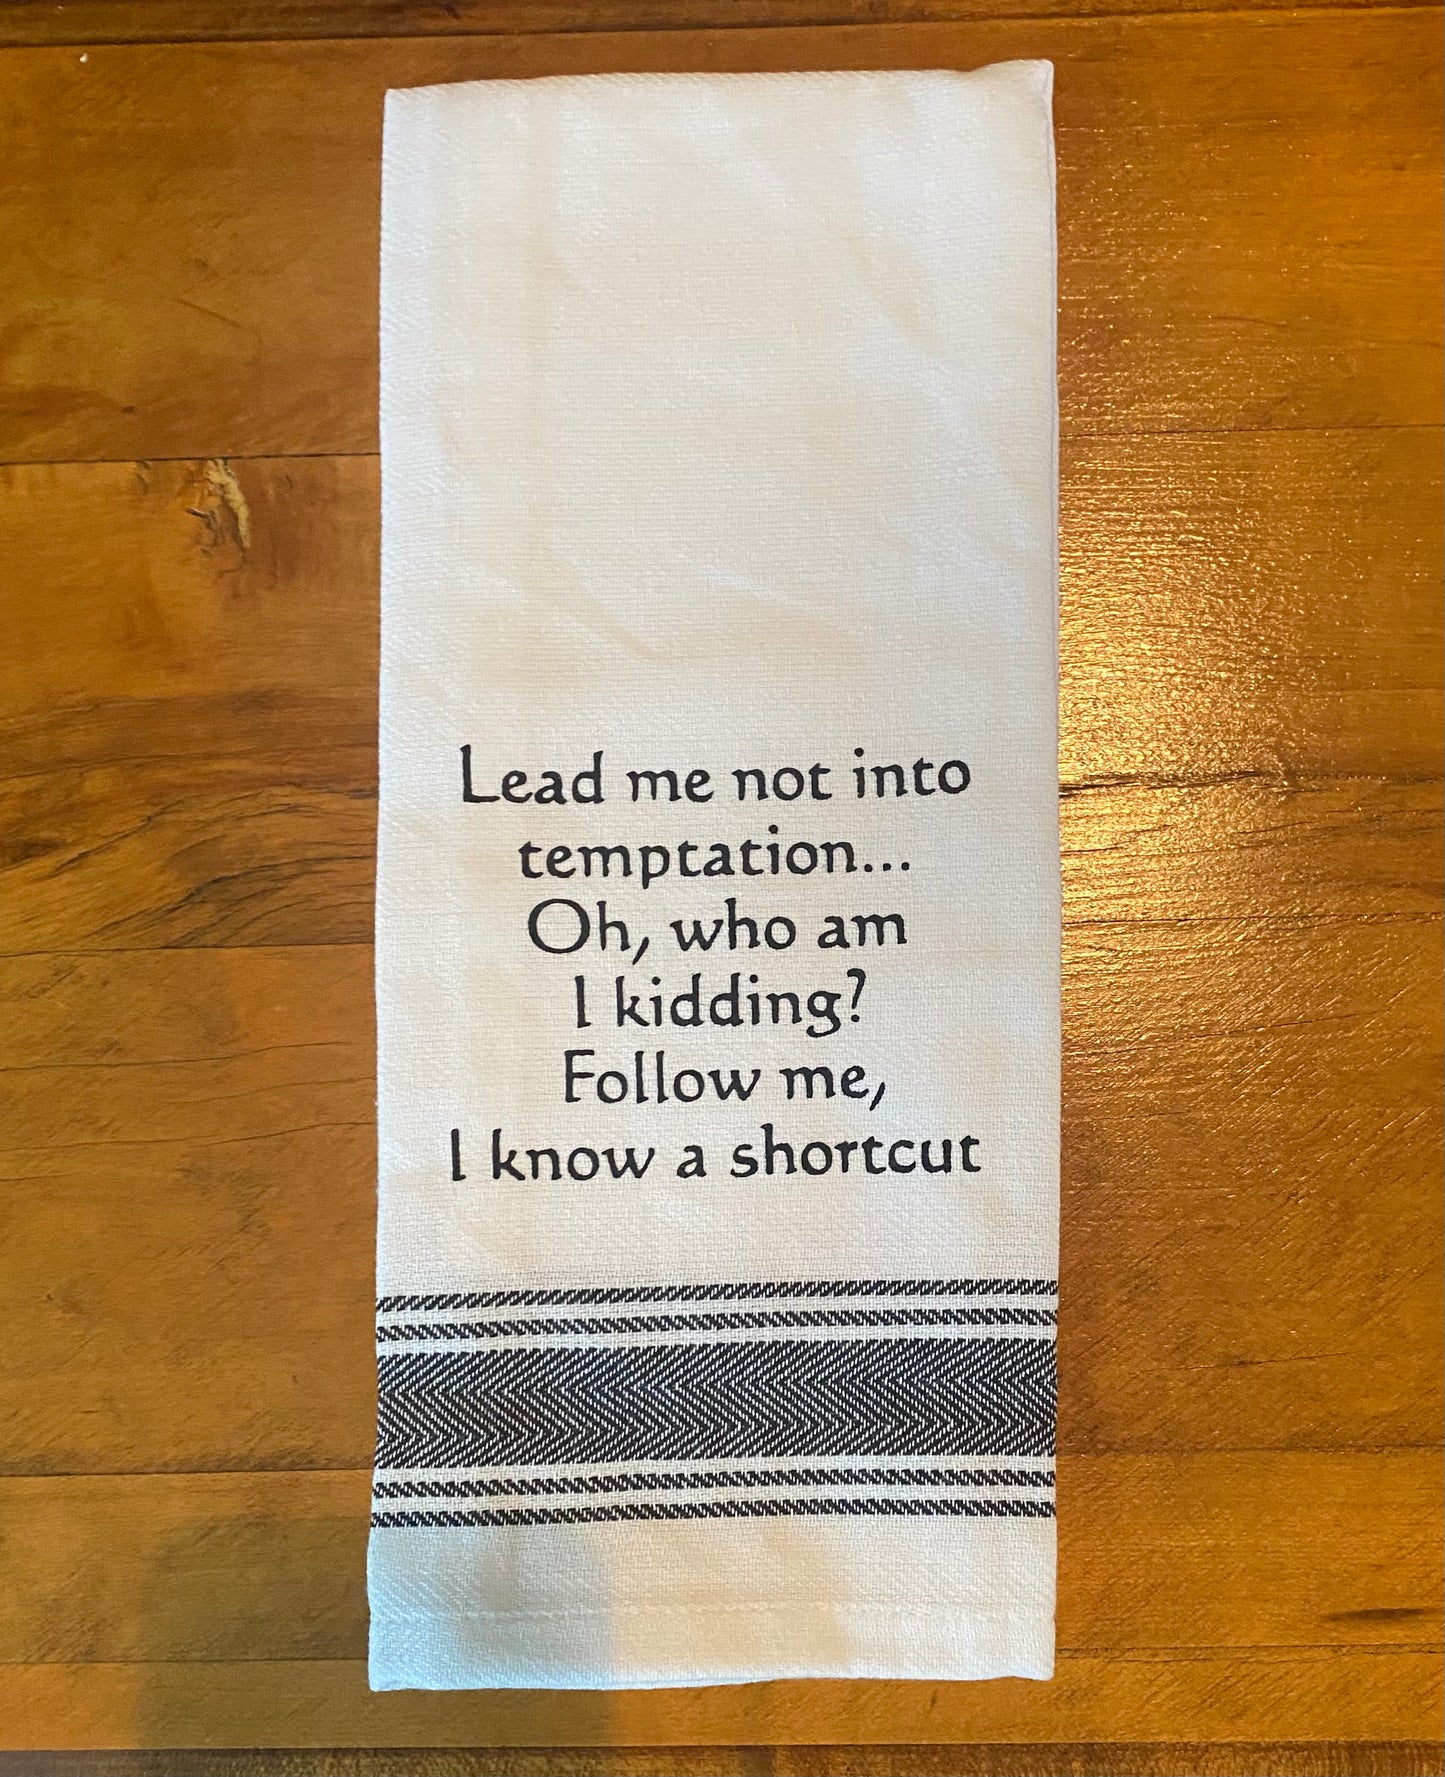 Lead me not into
temptation...
Oh, who am
I kidding?
Follow me,
I know a shortcut